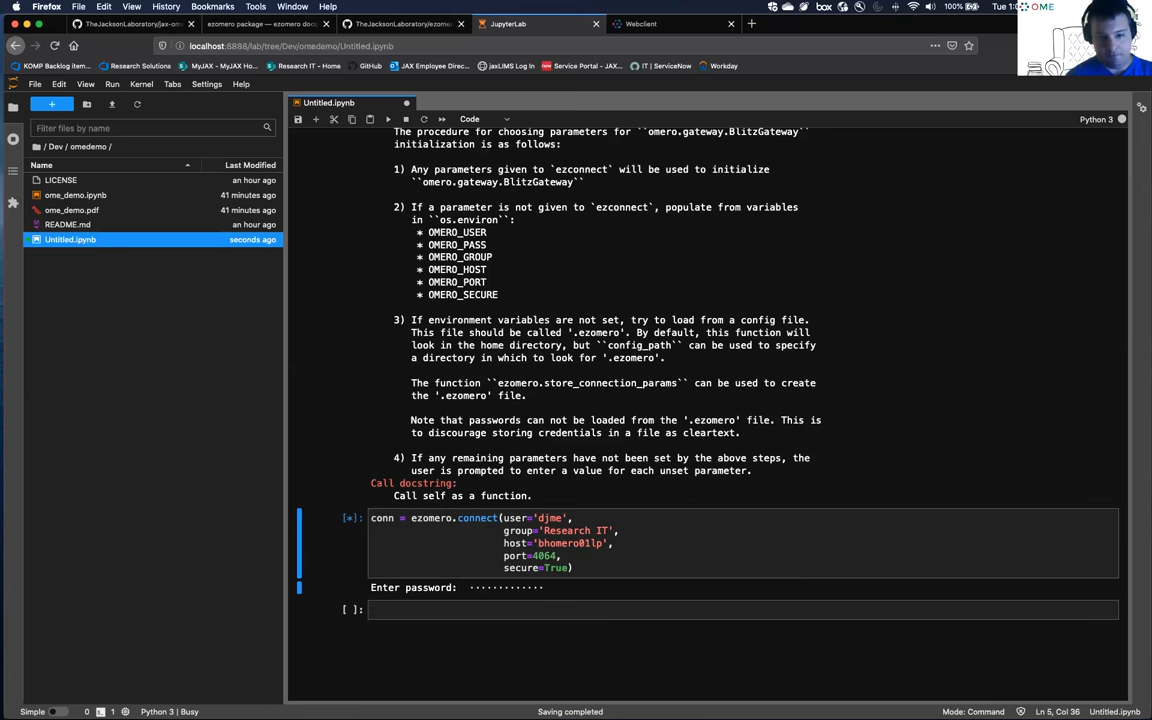 Firefox File Edit View History Bookmarks Tools Window Help
box 100% Tue 1:
TheJacksonLaboratory/jax-om
ezomero package — ezomero docu
TheJacksonLaboratory/ezome
JupyterLab
Webclient
OME
localhost:8888/lab/tree/Dev/omedemo/Untitled.ipynb
KOMP Backlog item... Research Solutions MyJAX - MyJAX Ho... Research IT - Home GitHub JAX Employee Direc... jaxLIMS Log In Service Portal - JAX... IT | ServiceNow Workday
File Edit View Run Kernel Tabs Settings Help
Untitled.ipynb
Code
Python 3
Filter files by name
/ Dev / omedemo /
Name Last Modified
LICENSE an hour ago
ome_demo.ipynb 41 minutes ago
ome_demo.pdf 41 minutes ago
README.md an hour ago
Untitled.ipynb seconds ago
The procedure for choosing parameters for ``omero.gateway.BlitzGateway``
initialization is as follows:
1) Any parameters given to `ezconnect` will be used to initialize
``omero.gateway.BlitzGateway``
2) If a parameter is not given to `ezconnect`, populate from variables
in ``os.environ``:
* OMERO_USER
* OMERO_PASS
* OMERO_GROUP
* OMERO_HOST
* OMERO_PORT
* OMERO_SECURE
3) If environment variables are not set, try to load from a config file.
This file should be called '.ezomero'. By default, this function will
look in the home directory, but ``config_path`` can be used to specify
a directory in which to look for '.ezomero'.
The function ``ezomero.store_connection_params`` can be used to create
the '.ezomero' file.
Note that passwords can not be loaded from the '.ezomero' file. This is
to discourage storing credentials in a file as cleartext.
4) If any remaining parameters have not been set by the above steps, the
user is prompted to enter a value for each unset parameter.
Call docstring:
Call self as a function.
[*]: conn = ezomero.connect(user='djme',
group='Research IT',
host='bhomero01lp',
port=4064,
secure=True)
Enter password: ·············
[ ]:
Simple 0 1 Python 3 | Busy Saving completed Mode: Command Ln 5, Col 36 Untitled.ipynb